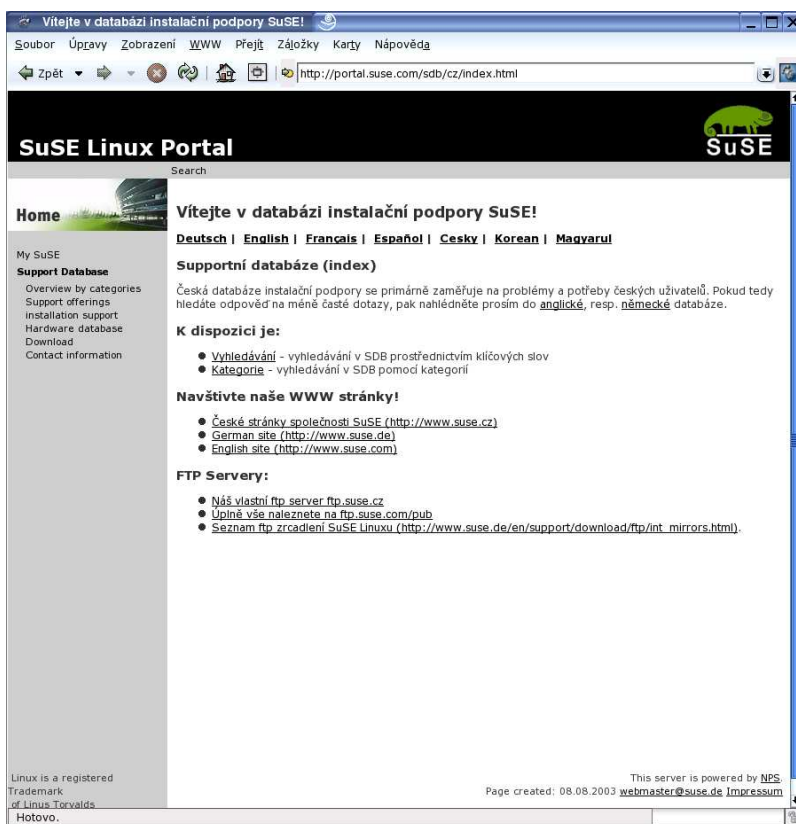 Vítejte v databázi instalační podpory SuSE!
Soubor Úpravy Zobrazení WWW Přejít Záložky Karty Nápověda
Zpět http://portal.suse.com/sdb/cz/index.html
SuSE Linux Portal
SuSE
Search
Home
My SuSE
Support Database
Overview by categories
Support offerings
installation support
Hardware database
Download
Contact information
Vítejte v databázi instalační podpory SuSE!
Deutsch | English | Français | Español | Cesky | Korean | Magyarul
Supportní databáze (index)
Česká databáze instalační podpory se primárně zaměřuje na problémy a potřeby českých uživatelů. Pokud tedy
hledáte odpověď na méně časté dotazy, pak nahlédněte prosím do anglické, resp. německé databáze.
K dispozici je:
Vyhledávání - vyhledávání v SDB prostřednictvím klíčových slov
Kategorie - vyhledávání v SDB pomocí kategorií
Navštivte naše WWW stránky!
České stránky společnosti SuSE (http://www.suse.cz)
German site (http://www.suse.de)
English site (http://www.suse.com)
FTP Servery:
Náš vlastní ftp server ftp.suse.cz
Úplně vše naleznete na ftp.suse.com/pub
Seznam ftp zrcadlení SuSE Linuxu (http://www.suse.de/en/support/download/ftp/int_mirrors.html).
Linux is a registered
Trademark
of Linus Torvalds
This server is powered by NPS.
Page created: 08.08.2003 webmaster@suse.de Impressum
Hotovo.